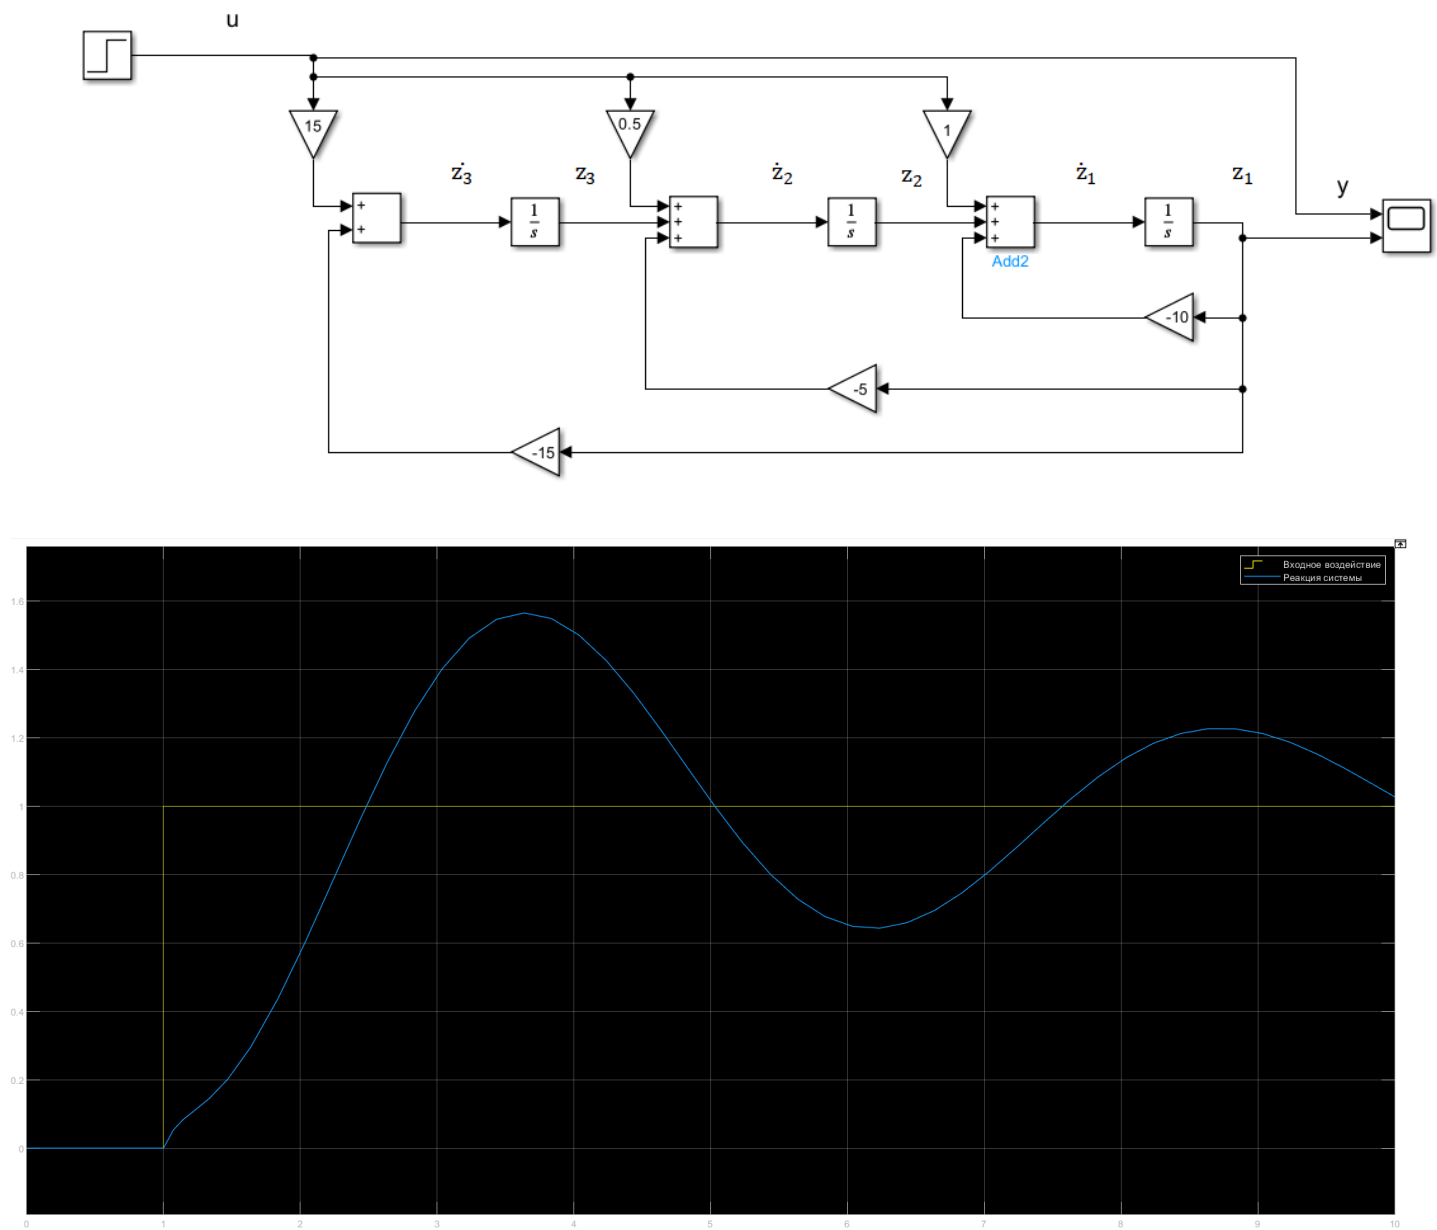 u
15
0.5
1
ż₃
z₃
ż₂
z₂
ż₁
z₁
y
+
+
1
s
+
+
+
1
s
+
+
+
1
s
Add2
-10
-5
-15
Входное воздействие
Реакция системы
1.6
1.4
1.2
1
0.8
0.6
0.4
0.2
0
0 1 2 3 4 5 6 7 8 9 10